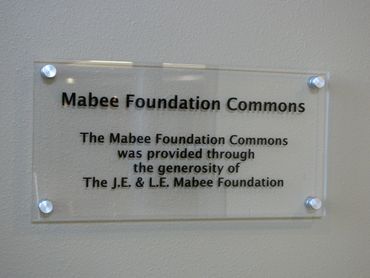 Mabee Foundation Commons
The Mabee Foundation Commons
was provided through
the generosity of
The J.E. & L.E. Mabee Foundation